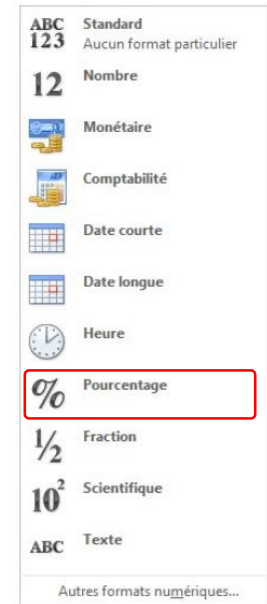 ABC
123
Standard
Aucun format particulier
12
Nombre
Monétaire
Comptabilité
Date courte
Date longue
Heure
%
Pourcentage
½
Fraction
10²
Scientifique
ABC
Texte
Autres formats numériques...